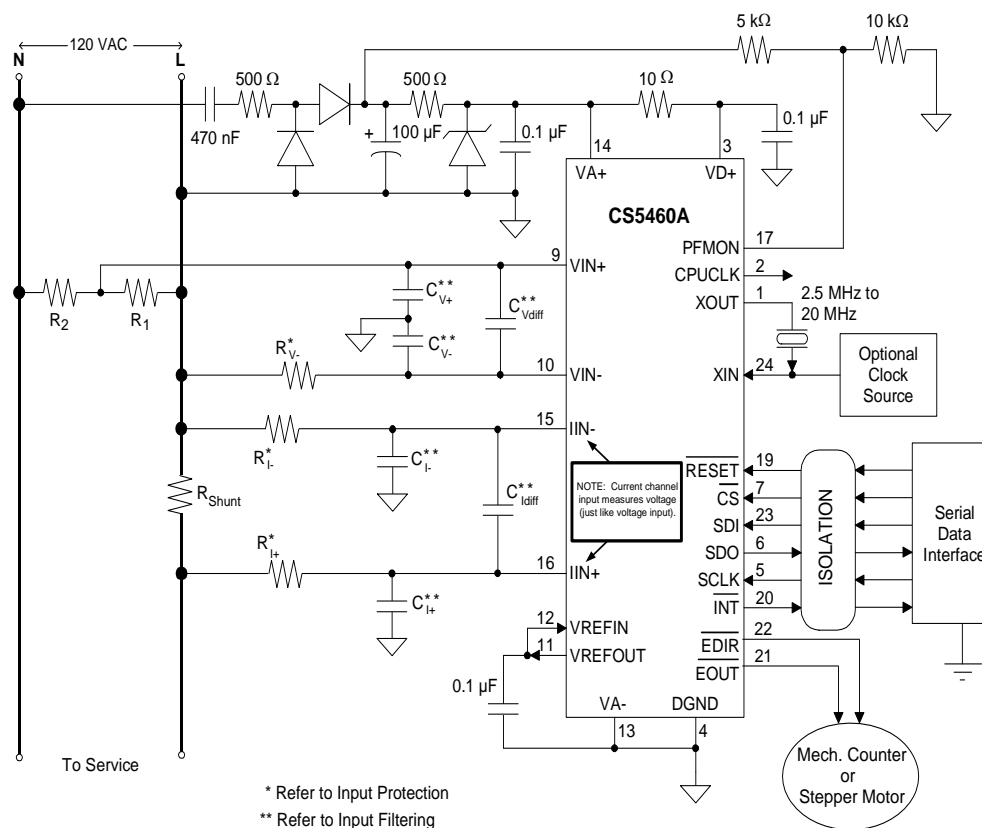 5 kΩ
10 kΩ
120 VAC
N
L
500 Ω
500 Ω
10 Ω
470 nF
+
100 µF
0.1 µF
0.1 µF
14
3
VA+
VD+
CS5460A
PFMON
17
CPUCLK
2
XOUT
1
2.5 MHz to
20 MHz
XIN
24
Optional
Clock
Source
9
VIN+
R2
R1
C**V+
C**Vdiff
C**V-
R*V-
10
VIN-
15
IIN-
R*I-
C**I-
NOTE: Current channel
input measures voltage
(just like voltage input).
RShunt
C**Idiff
R*I+
16
IIN+
C**I+
RESET
19
CS
7
SDI
23
SDO
6
SCLK
5
INT
20
ISOLATION
Serial
Data
Interface
12
VREFIN
11
VREFOUT
EDIR
22
EOUT
21
0.1 µF
VA-
DGND
13
4
Mech. Counter
or
Stepper Motor
To Service
* Refer to Input Protection
** Refer to Input Filtering